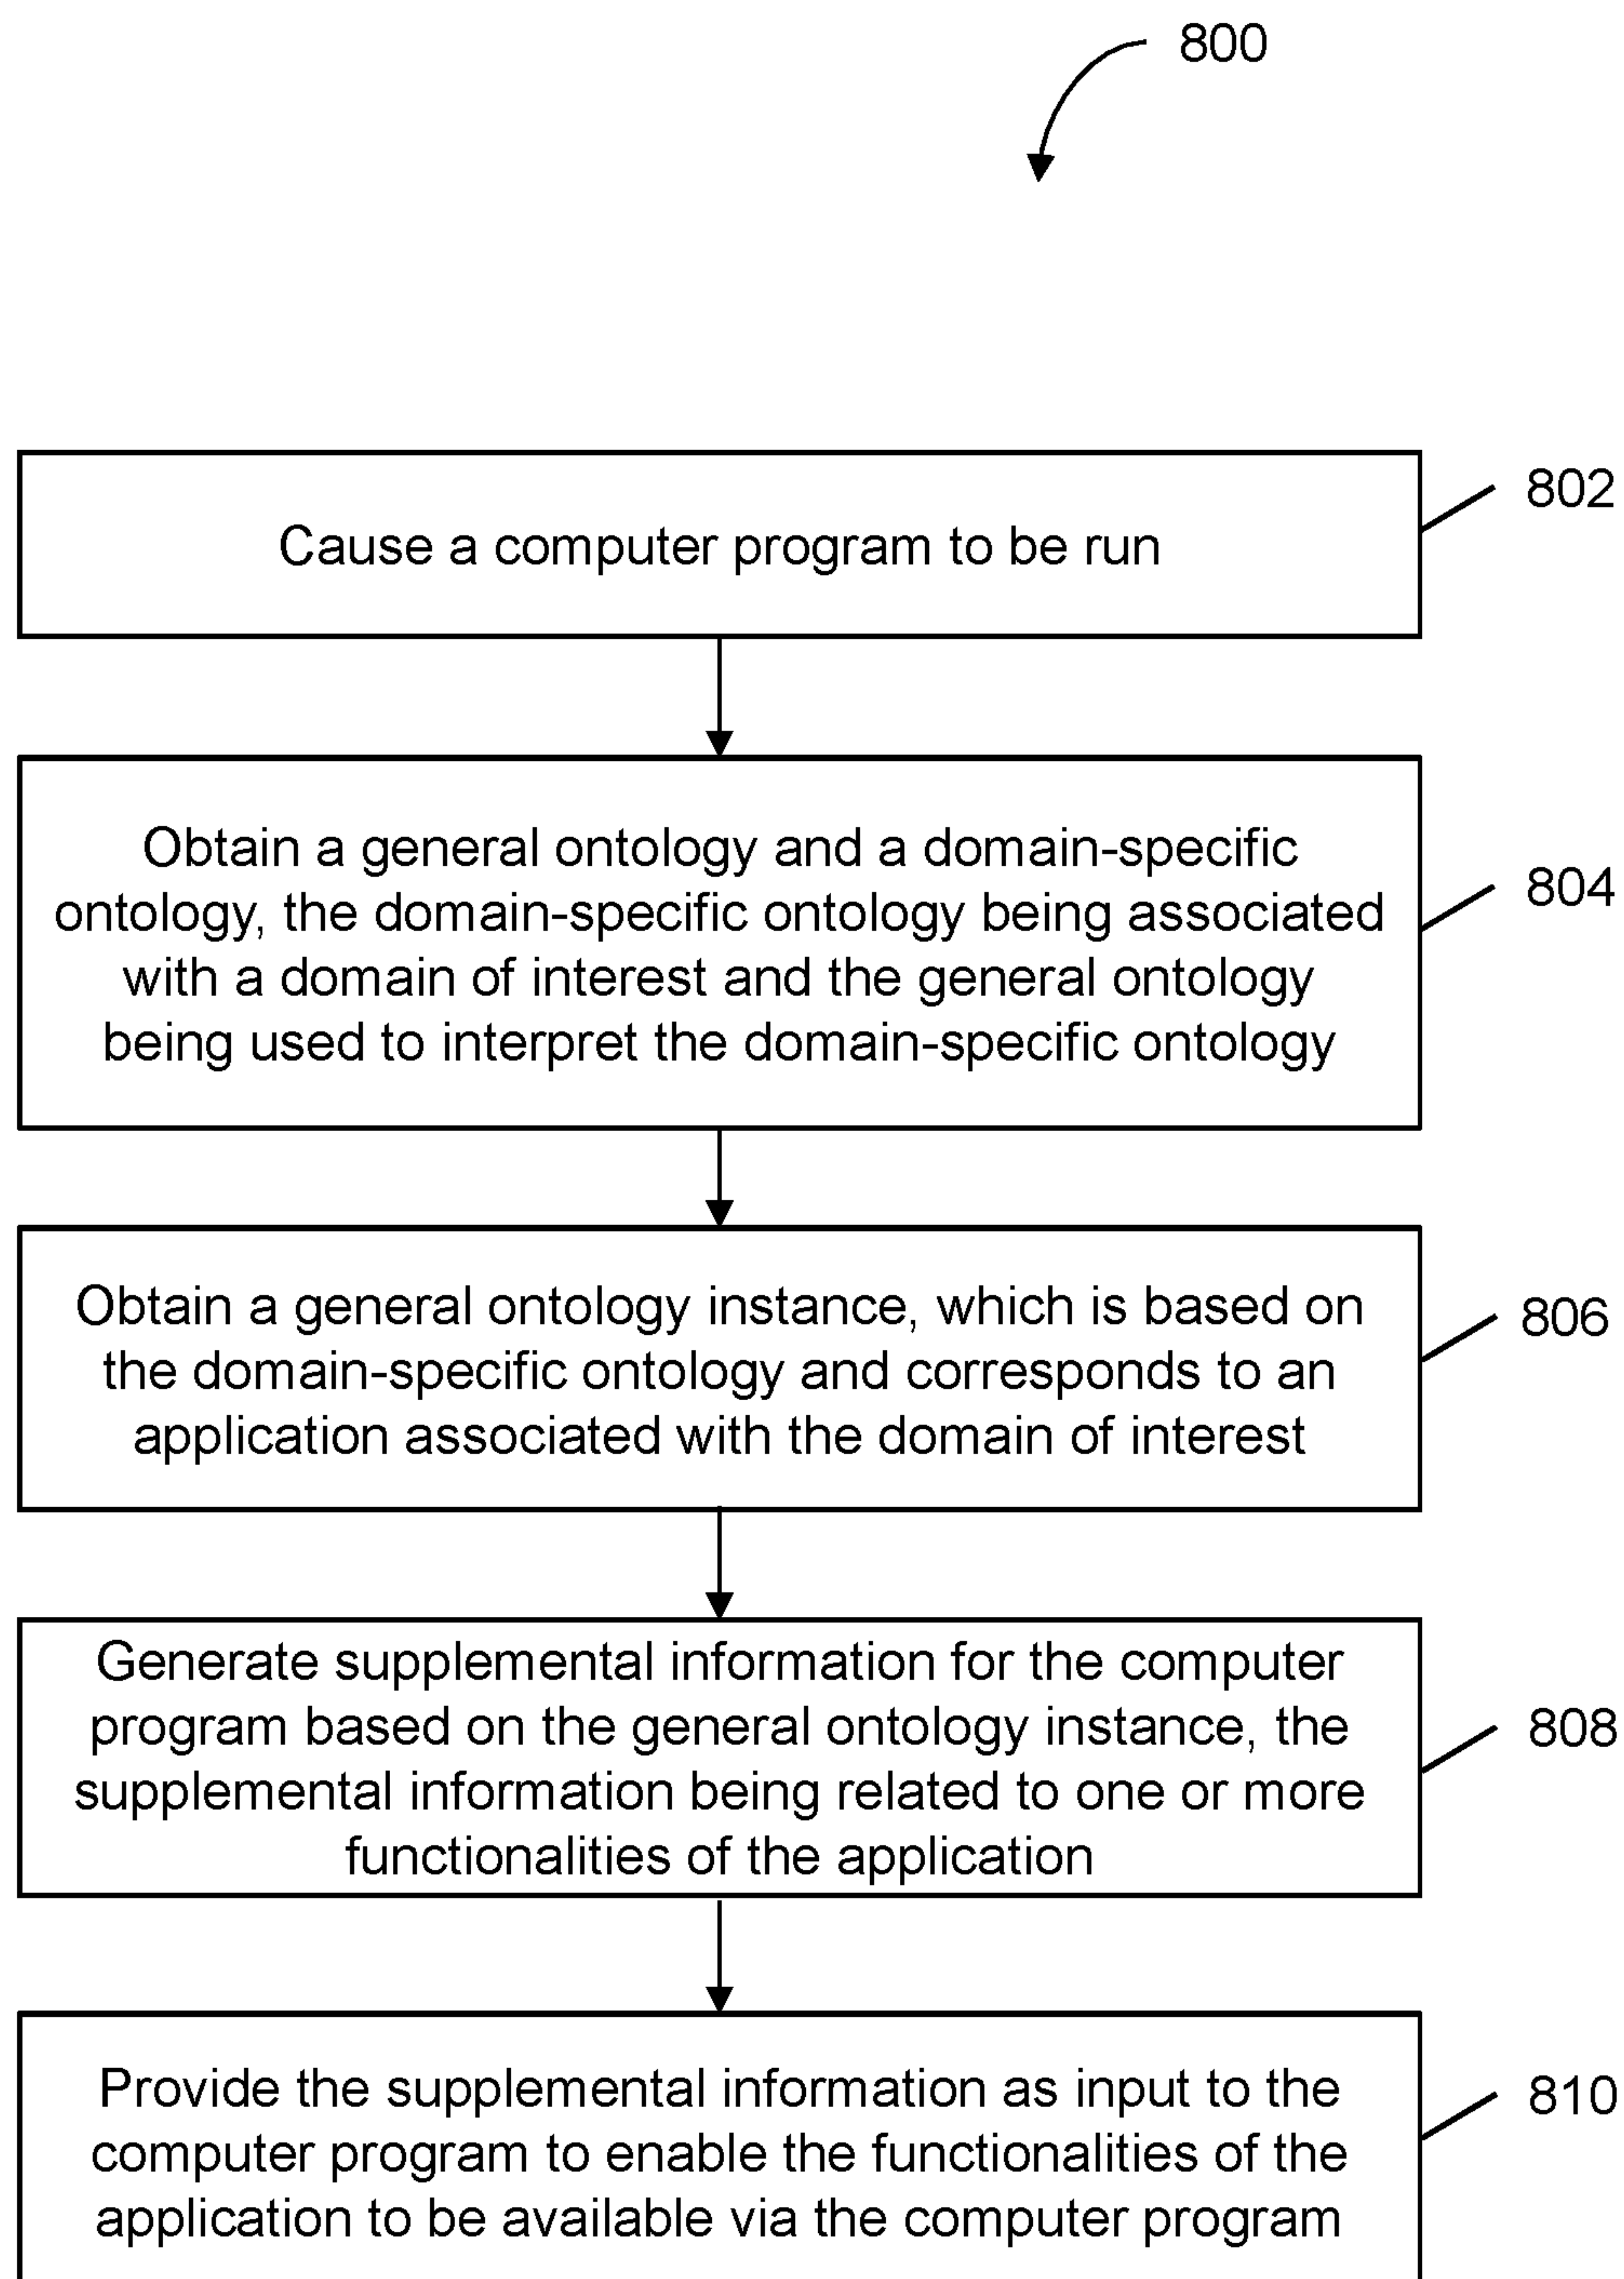 800
Cause a computer program to be run
802
Obtain a general ontology and a domain-specific
ontology, the domain-specific ontology being associated
with a domain of interest and the general ontology
being used to interpret the domain-specific ontology
804
Obtain a general ontology instance, which is based on
the domain-specific ontology and corresponds to an
application associated with the domain of interest
806
Generate supplemental information for the computer
program based on the general ontology instance, the
supplemental information being related to one or more
functionalities of the application
808
Provide the supplemental information as input to the
computer program to enable the functionalities of the
application to be available via the computer program
810